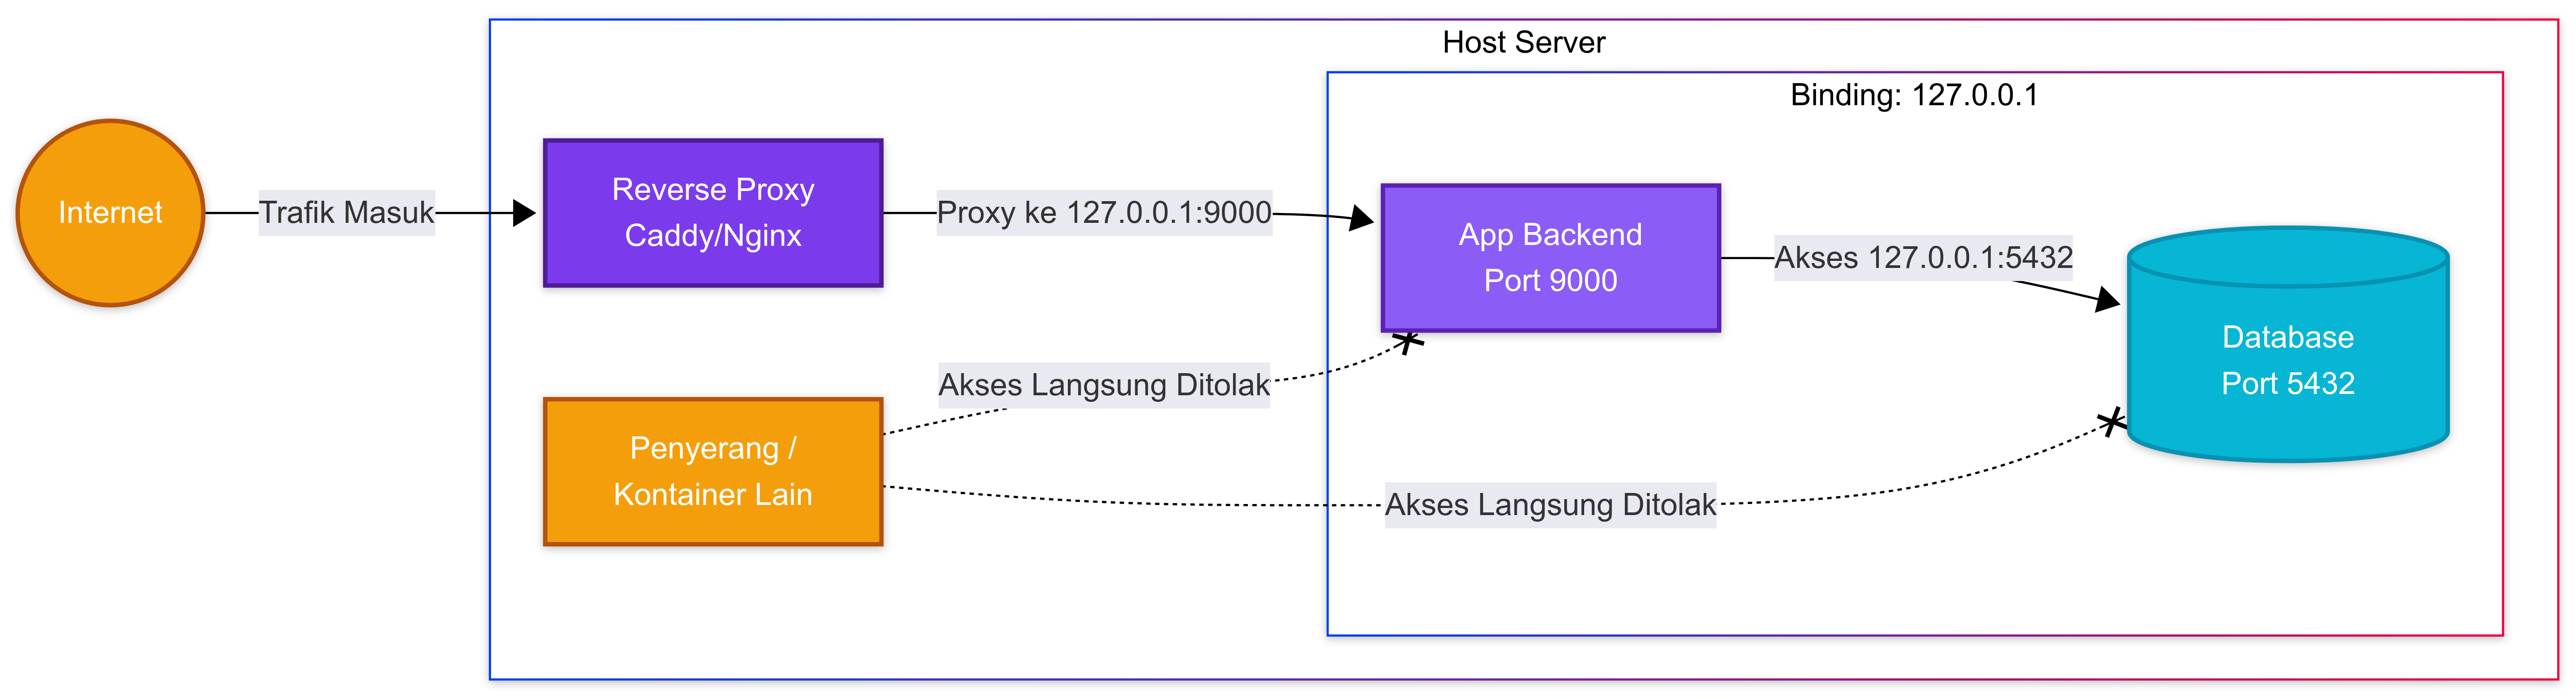 Host Server
Binding: 127.0.0.1
Internet
Trafik Masuk
Reverse Proxy
Caddy/Nginx
Proxy ke 127.0.0.1:9000
App Backend
Port 9000
Akses 127.0.0.1:5432
Database
Port 5432
Akses Langsung Ditolak
Penyerang /
Kontainer Lain
Akses Langsung Ditolak